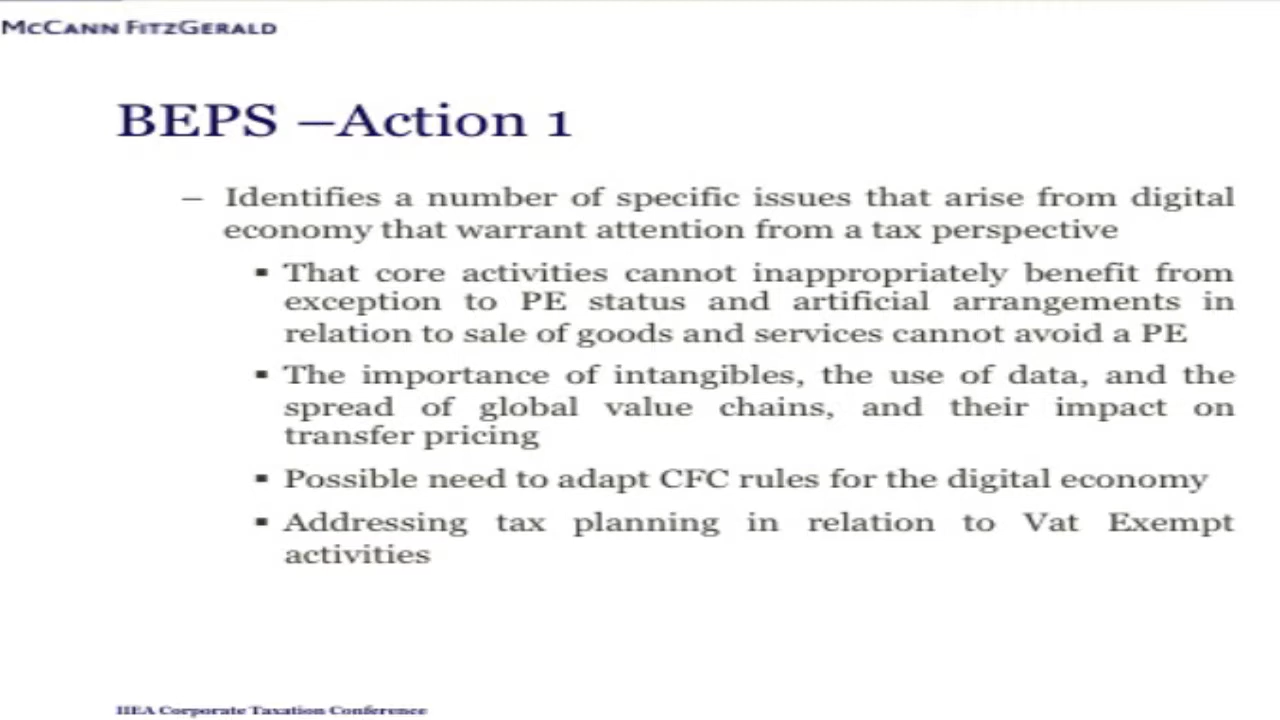 McCANN FITZGERALD
BEPS –Action 1
– Identifies a number of specific issues that arise from digital
economy that warrant attention from a tax perspective
▪ That core activities cannot inappropriately benefit from
exception to PE status and artificial arrangements in
relation to sale of goods and services cannot avoid a PE
▪ The importance of intangibles, the use of data, and the
spread of global value chains, and their impact on
transfer pricing
▪ Possible need to adapt CFC rules for the digital economy
▪ Addressing tax planning in relation to Vat Exempt
activities
IIEA Corporate Taxation Conference